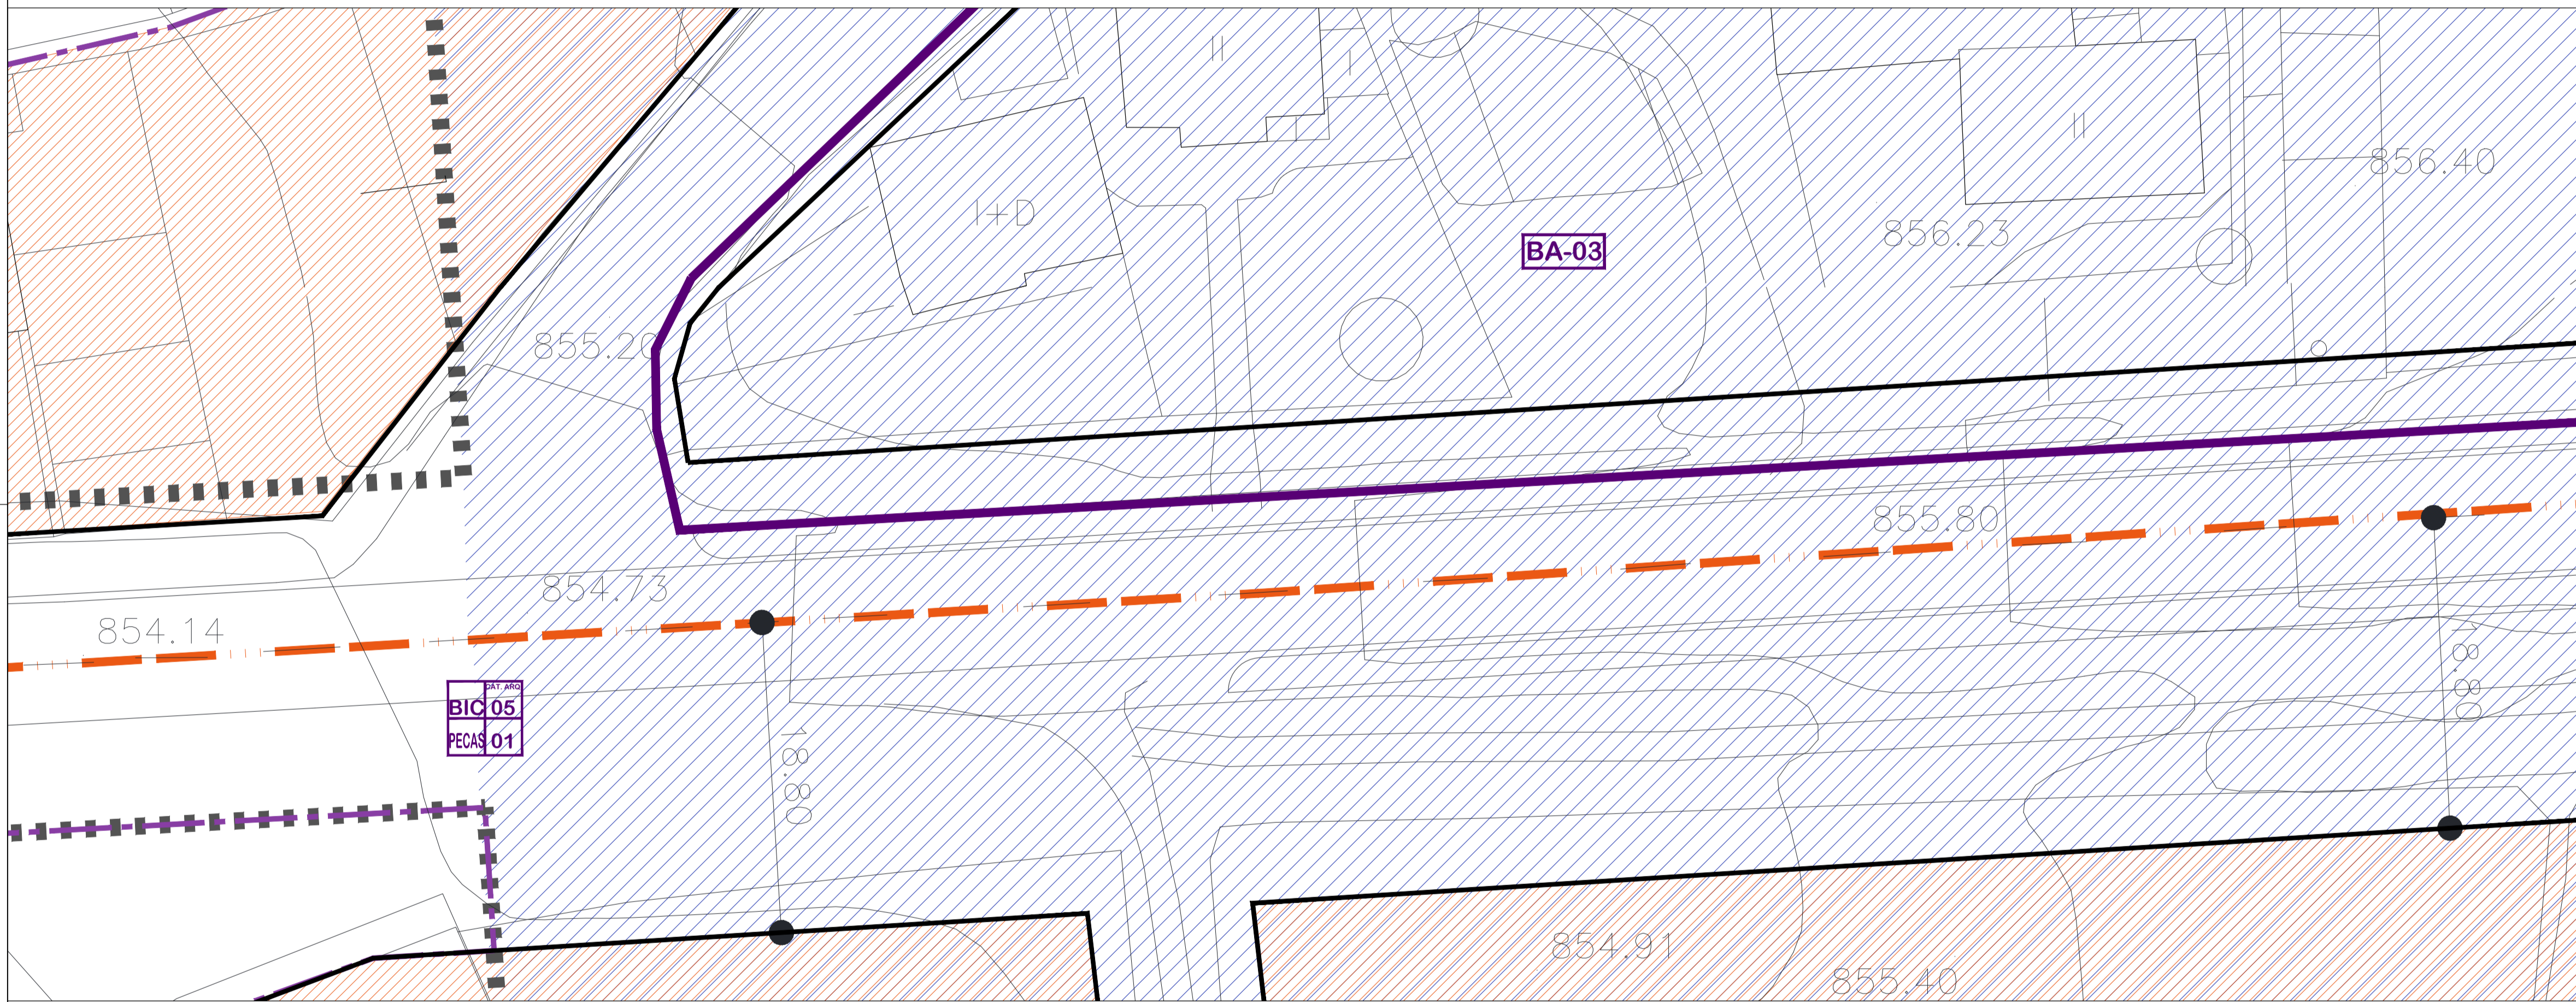 II
I
II
856.40
I
I+D
856.23
BA-03
855.20
855.80
854.73
854.14
18.80
18.80
CAT. ARQ
BIC 05
PECAS 01
854.91
855.40